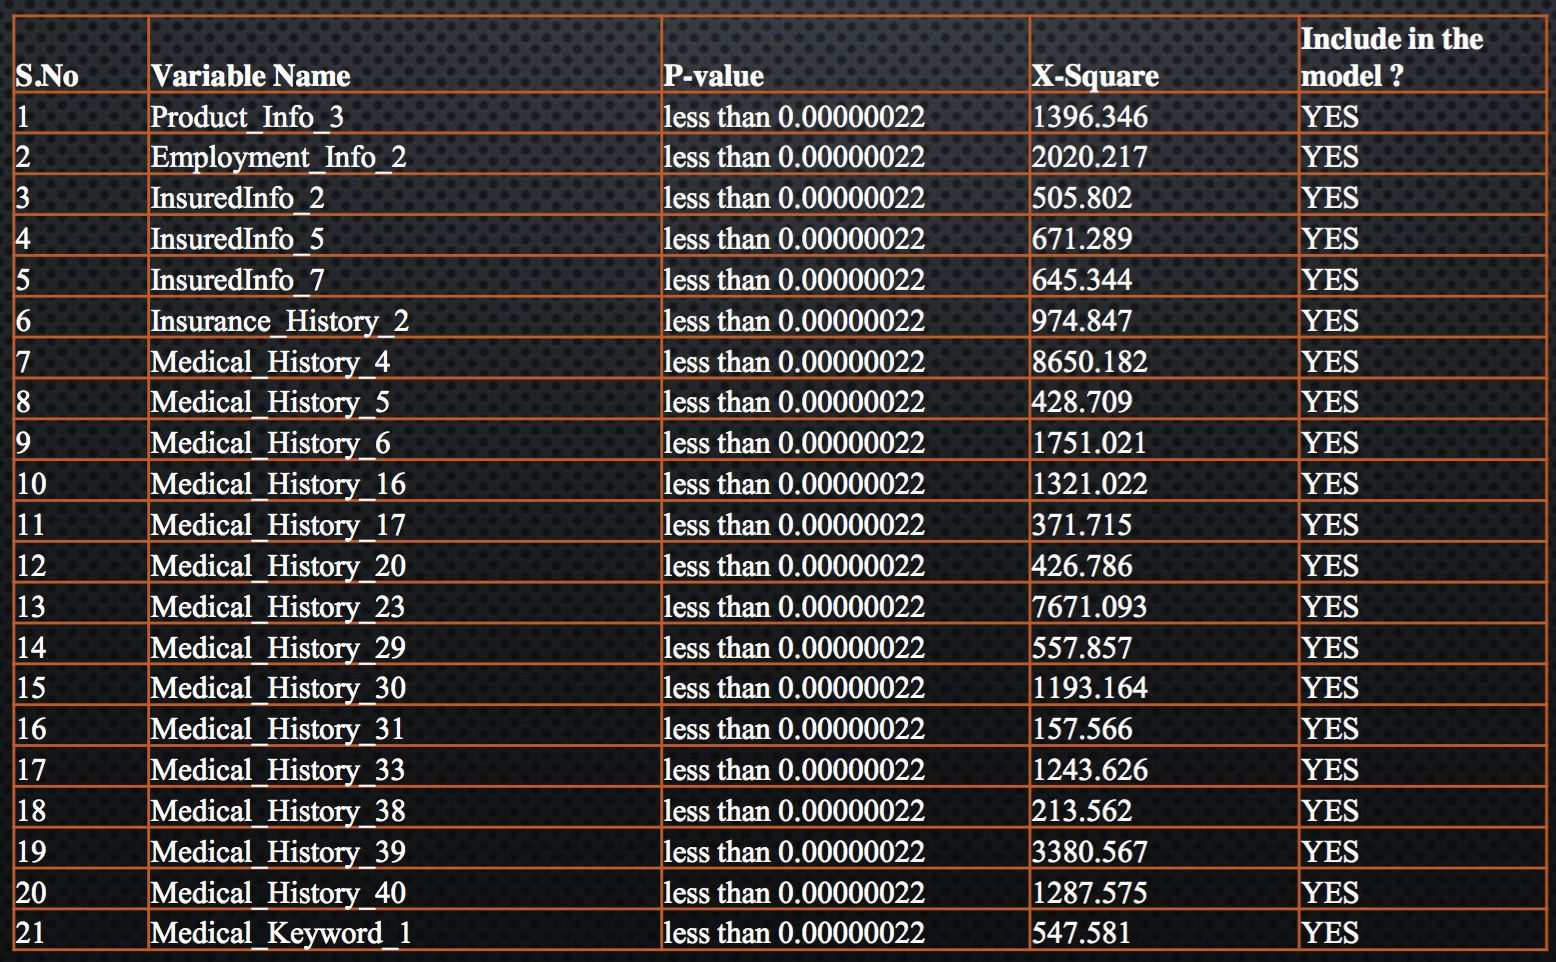 S.No Variable Name P-value X-Square Include in the model ?
1 Product_Info_3 less than 0.00000022 1396.346 YES
2 Employment_Info_2 less than 0.00000022 2020.217 YES
3 InsuredInfo_2 less than 0.00000022 505.802 YES
4 InsuredInfo_5 less than 0.00000022 671.289 YES
5 InsuredInfo_7 less than 0.00000022 645.344 YES
6 Insurance_History_2 less than 0.00000022 974.847 YES
7 Medical_History_4 less than 0.00000022 8650.182 YES
8 Medical_History_5 less than 0.00000022 428.709 YES
9 Medical_History_6 less than 0.00000022 1751.021 YES
10 Medical_History_16 less than 0.00000022 1321.022 YES
11 Medical_History_17 less than 0.00000022 371.715 YES
12 Medical_History_20 less than 0.00000022 426.786 YES
13 Medical_History_23 less than 0.00000022 7671.093 YES
14 Medical_History_29 less than 0.00000022 557.857 YES
15 Medical_History_30 less than 0.00000022 1193.164 YES
16 Medical_History_31 less than 0.00000022 157.566 YES
17 Medical_History_33 less than 0.00000022 1243.626 YES
18 Medical_History_38 less than 0.00000022 213.562 YES
19 Medical_History_39 less than 0.00000022 3380.567 YES
20 Medical_History_40 less than 0.00000022 1287.575 YES
21 Medical_Keyword_1 less than 0.00000022 547.581 YES